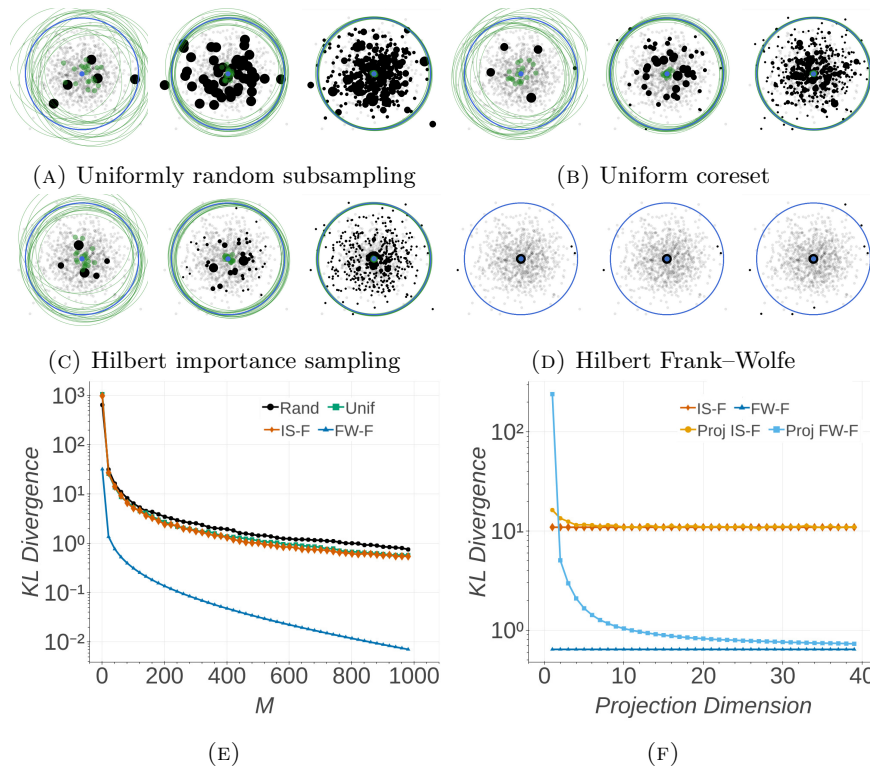 (A) Uniformly random subsampling
(B) Uniform coreset
(C) Hilbert importance sampling
(D) Hilbert Frank–Wolfe
10³
10²
10¹
10⁰
10⁻¹
10⁻²
KL Divergence
Rand Unif
IS-F FW-F
0 200 400 600 800 1000
M
(E)
10²
10¹
10⁰
KL Divergence
IS-F FW-F
Proj IS-F Proj FW-F
0 10 20 30 40
Projection Dimension
(F)